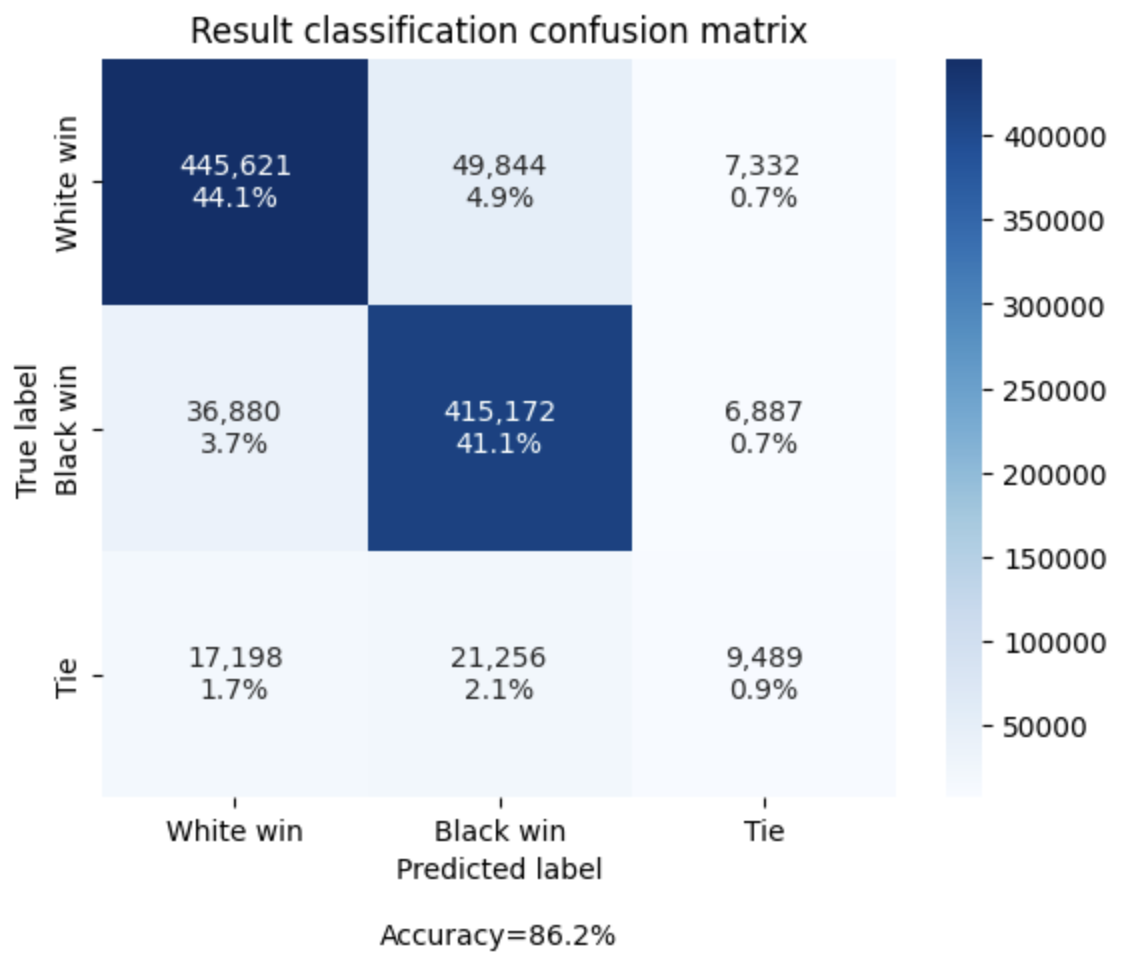 Result classification confusion matrix
True label
White win
445,621
44.1%
49,844
4.9%
7,332
0.7%
Black win
36,880
3.7%
415,172
41.1%
6,887
0.7%
Tie
17,198
1.7%
21,256
2.1%
9,489
0.9%
White win
Black win
Tie
Predicted label
Accuracy=86.2%
400000
350000
300000
250000
200000
150000
100000
50000